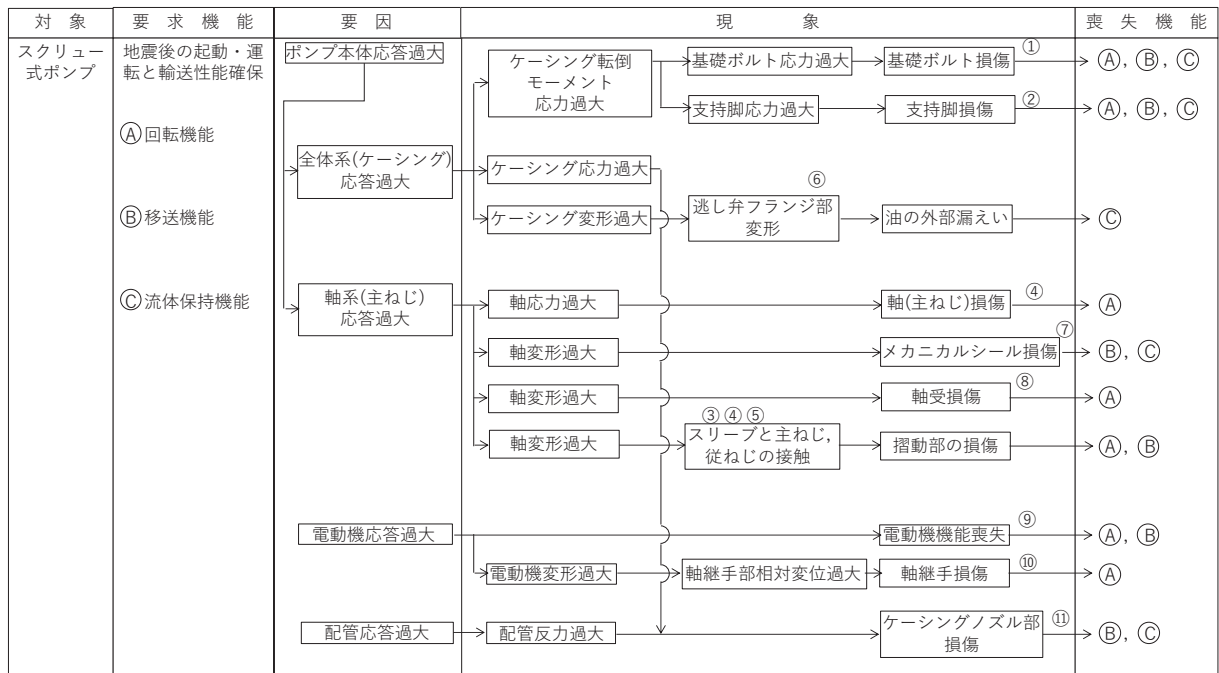 対象
要求機能
要因
現象
喪失機能
スクリュー
式ポンプ
地震後の起動・運
転と輸送性能確保
Ⓐ回転機能
Ⓑ移送機能
Ⓒ流体保持機能
ポンプ本体応答過大
ケーシング転倒
モーメント
応力過大
基礎ボルト応力過大
基礎ボルト損傷
①
Ⓐ, Ⓑ, Ⓒ
支持脚応力過大
支持脚損傷
②
Ⓐ, Ⓑ, Ⓒ
全体系(ケーシング)
応答過大
ケーシング応力過大
ケーシング変形過大
⑥
逃し弁フランジ部
変形
油の外部漏えい
Ⓒ
軸系(主ねじ)
応答過大
軸応力過大
軸(主ねじ)損傷
④
Ⓐ
軸変形過大
メカニカルシール損傷
⑦
Ⓑ, Ⓒ
軸変形過大
軸受損傷
⑧
Ⓐ
軸変形過大
③④⑤
スリーブと主ねじ,
従ねじの接触
摺動部の損傷
Ⓐ, Ⓑ
電動機応答過大
電動機機能喪失
⑨
Ⓐ, Ⓑ
電動機変形過大
軸継手部相対変位過大
軸継手損傷
⑩
Ⓐ
配管応答過大
配管反力過大
ケーシングノズル部
損傷
⑪
Ⓑ, Ⓒ